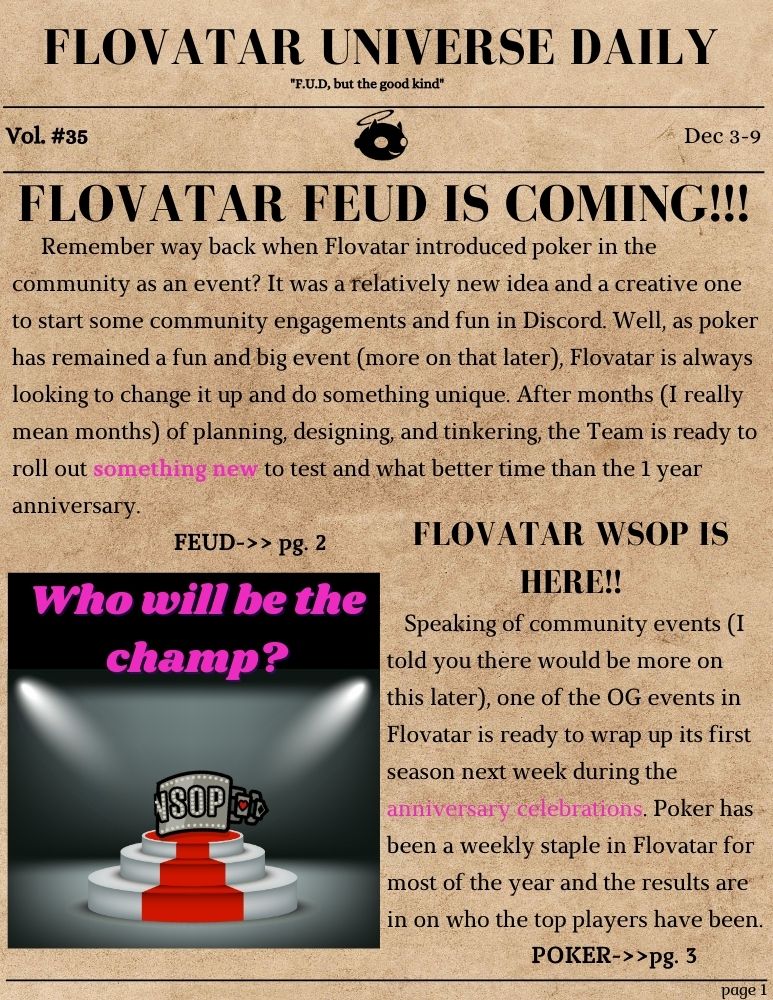 FLOVATAR UNIVERSE DAILY
"F.U.D, but the good kind"
Vol. #35
Dec 3-9
FLOVATAR FEUD IS COMING!!!
Remember way back when Flovatar introduced poker in the
community as an event? It was a relatively new idea and a creative one
to start some community engagements and fun in Discord. Well, as poker
has remained a fun and big event (more on that later), Flovatar is always
looking to change it up and do something unique. After months (I really
mean months) of planning, designing, and tinkering, the Team is ready to
roll out something new to test and what better time than the 1 year
anniversary.
FEUD->> pg. 2
Who will be the
champ?
WSOP
FLOVATAR WSOP IS
HERE!!
Speaking of community events (I
told you there would be more on
this later), one of the OG events in
Flovatar is ready to wrap up its first
season next week during the
anniversary celebrations. Poker has
been a weekly staple in Flovatar for
most of the year and the results are
in on who the top players have been.
POKER->>pg. 3
page 1